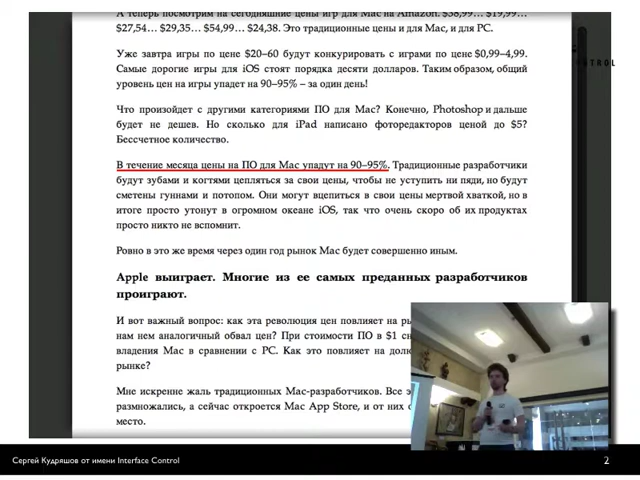 А теперь посмотрим на сегодняшние цены игр для Mac на Amazon: $38,99… $19,99…
$27,54… $29,35… $54,99… $24,38. Это традиционные цены и для Mac, и для PC.
Уже завтра игры по цене $20–60 будут конкурировать с играми по цене $0,99–4,99.
Самые дорогие игры для iOS стоят порядка десяти долларов. Таким образом, общий
уровень цен на игры упадет на 90–95% – за один день!
Что произойдет с другими категориями ПО для Mac? Конечно, Photoshop и дальше
будет не дешев. Но сколько для iPad написано фоторедакторов ценой до $5?
Бессчетное количество.
В течение месяца цены на ПО для Mac упадут на 90–95%. Традиционные разработчики
будут зубами и когтями цепляться за свои цены, чтобы не уступить ни пяди, но будут
сметены гуннами и потопом. Они могут вцепиться в свои цены мертвой хваткой, но в
итоге просто утонут в огромном океане iOS, так что очень скоро об их продуктах
просто никто не вспомнит.
Ровно в это же время через один год рынок Mac будет совершенно иным.
Apple выиграет. Многие из ее самых преданных разработчиков
проиграют.
И вот важный вопрос: как эта революция цен повлияет на
нам нем аналогичный обвал цен? При стоимости ПО в $1
владения Mac в сравнении с PC. Как это повлияет на
рынке?
Мне искренне жаль традиционных Mac-разработчиков. Все
размножались, а сейчас откроется Mac App Store, и от них
место.
Сергей Кудряшов от имени Interface Control
2